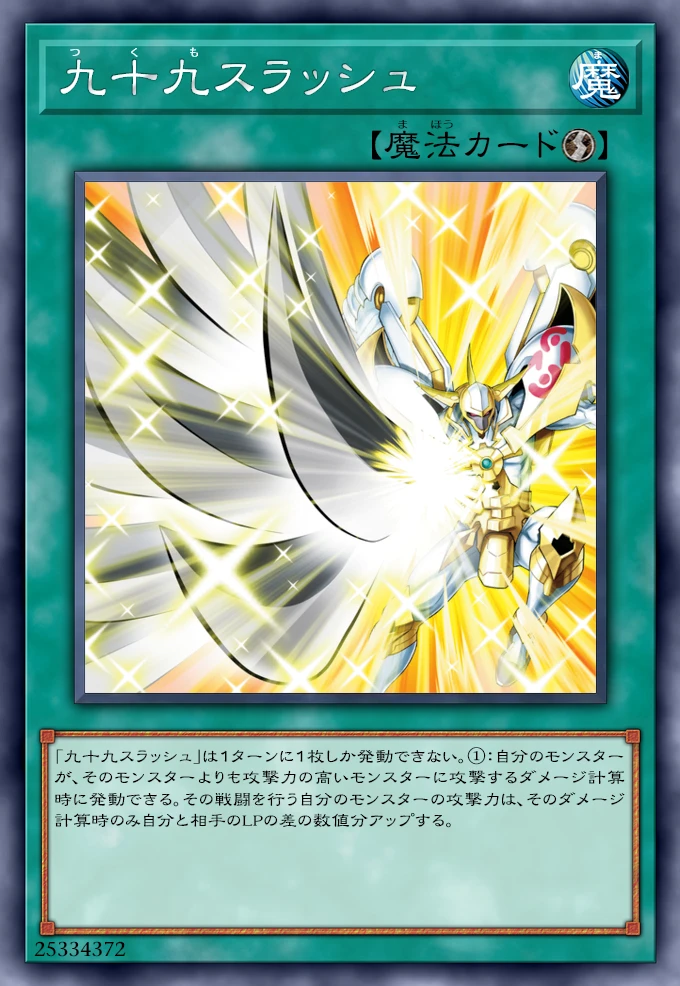 つくも
九十九スラッシュ
ま
魔
まほう
【魔法カード】
「九十九スラッシュ」は1ターンに1枚しか発動できない。①:自分のモンスター
が、そのモンスターよりも攻撃力の高いモンスターに攻撃するダメージ計算
時に発動できる。その戦闘を行う自分のモンスターの攻撃力は、そのダメージ
計算時のみ自分と相手のLPの差の数値分アップする。
25334372